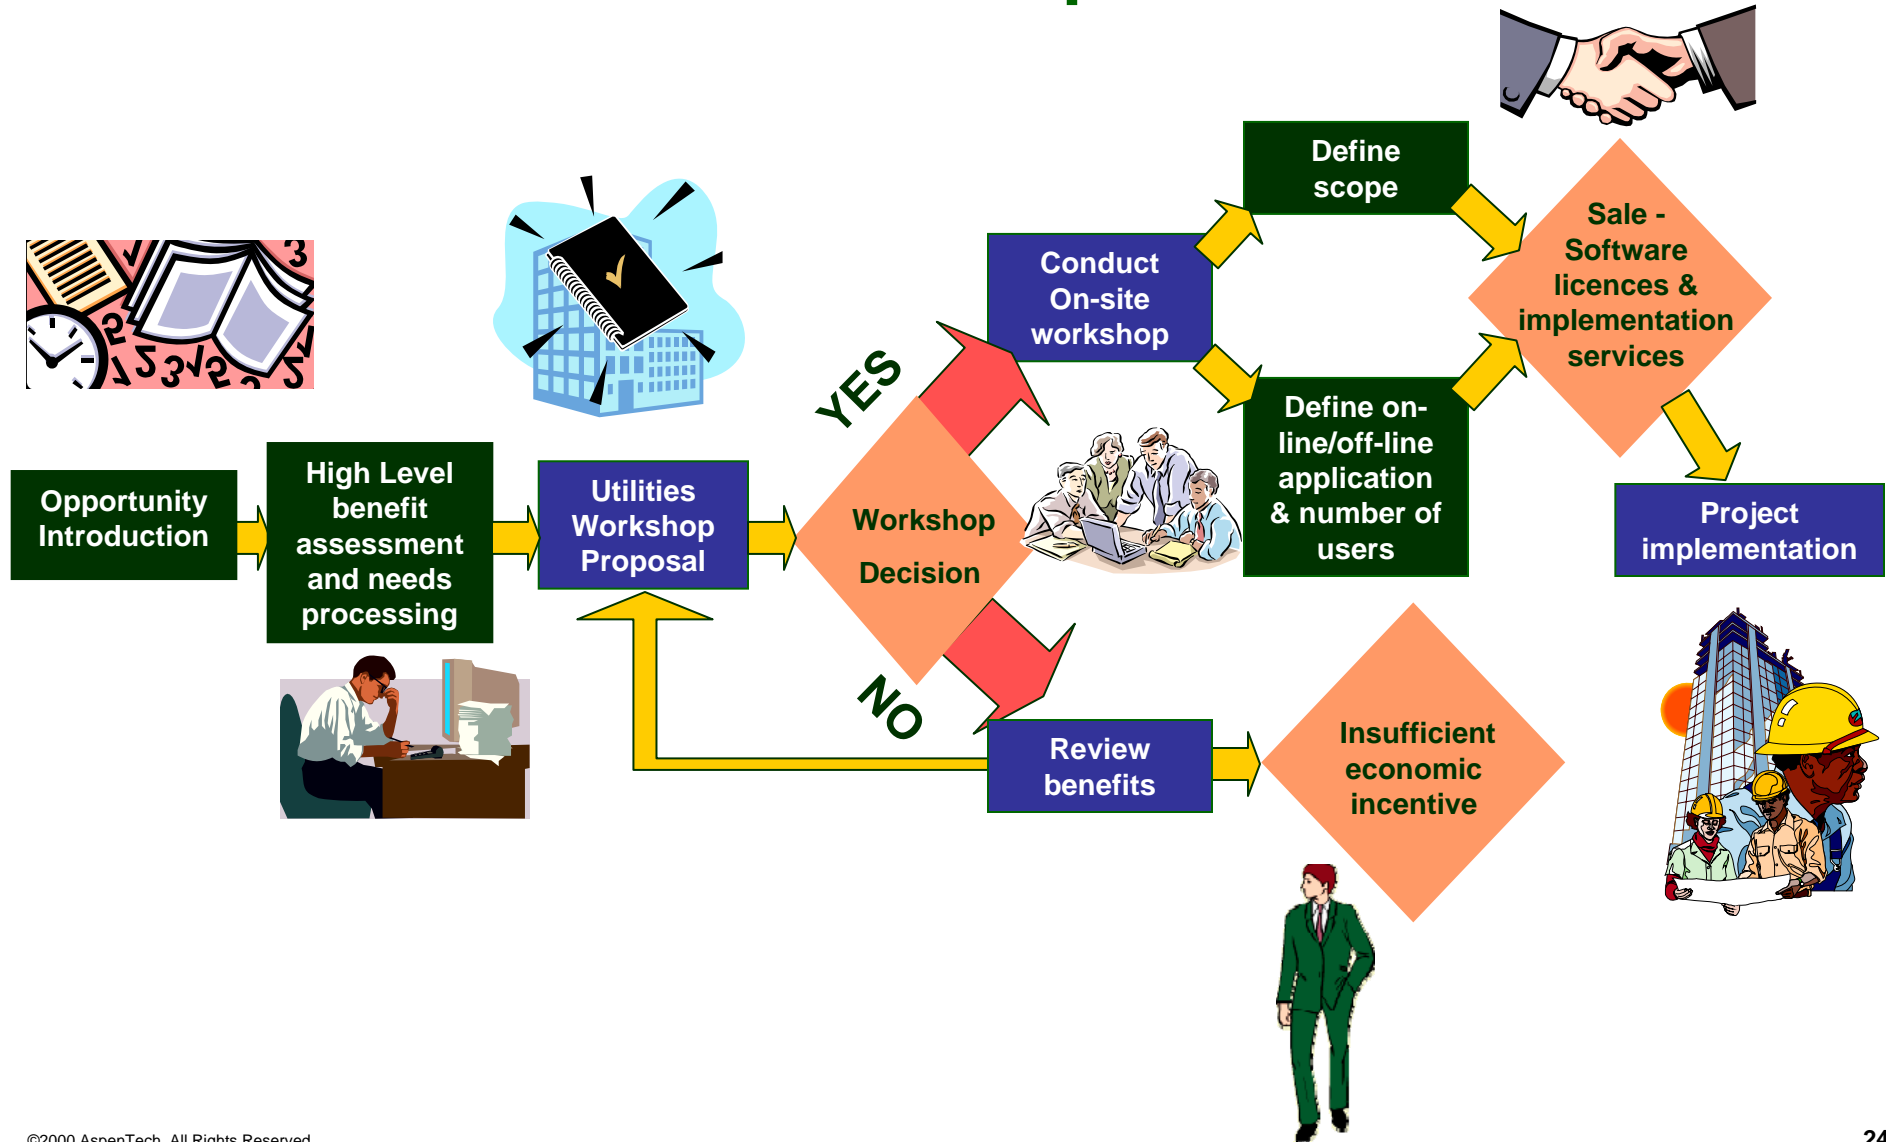 Opportunity
Introduction
High Level
benefit
assessment
and needs
processing
Utilities
Workshop
Proposal
Workshop
Decision
YES
NO
Conduct
On-site
workshop
Define
scope
Define on-
line/off-line
application
& number of
users
Sale -
Software
licences &
implementation
services
Project
implementation
Review
benefits
Insufficient
economic
incentive
©2000 AspenTech. All Rights Reserved.
24